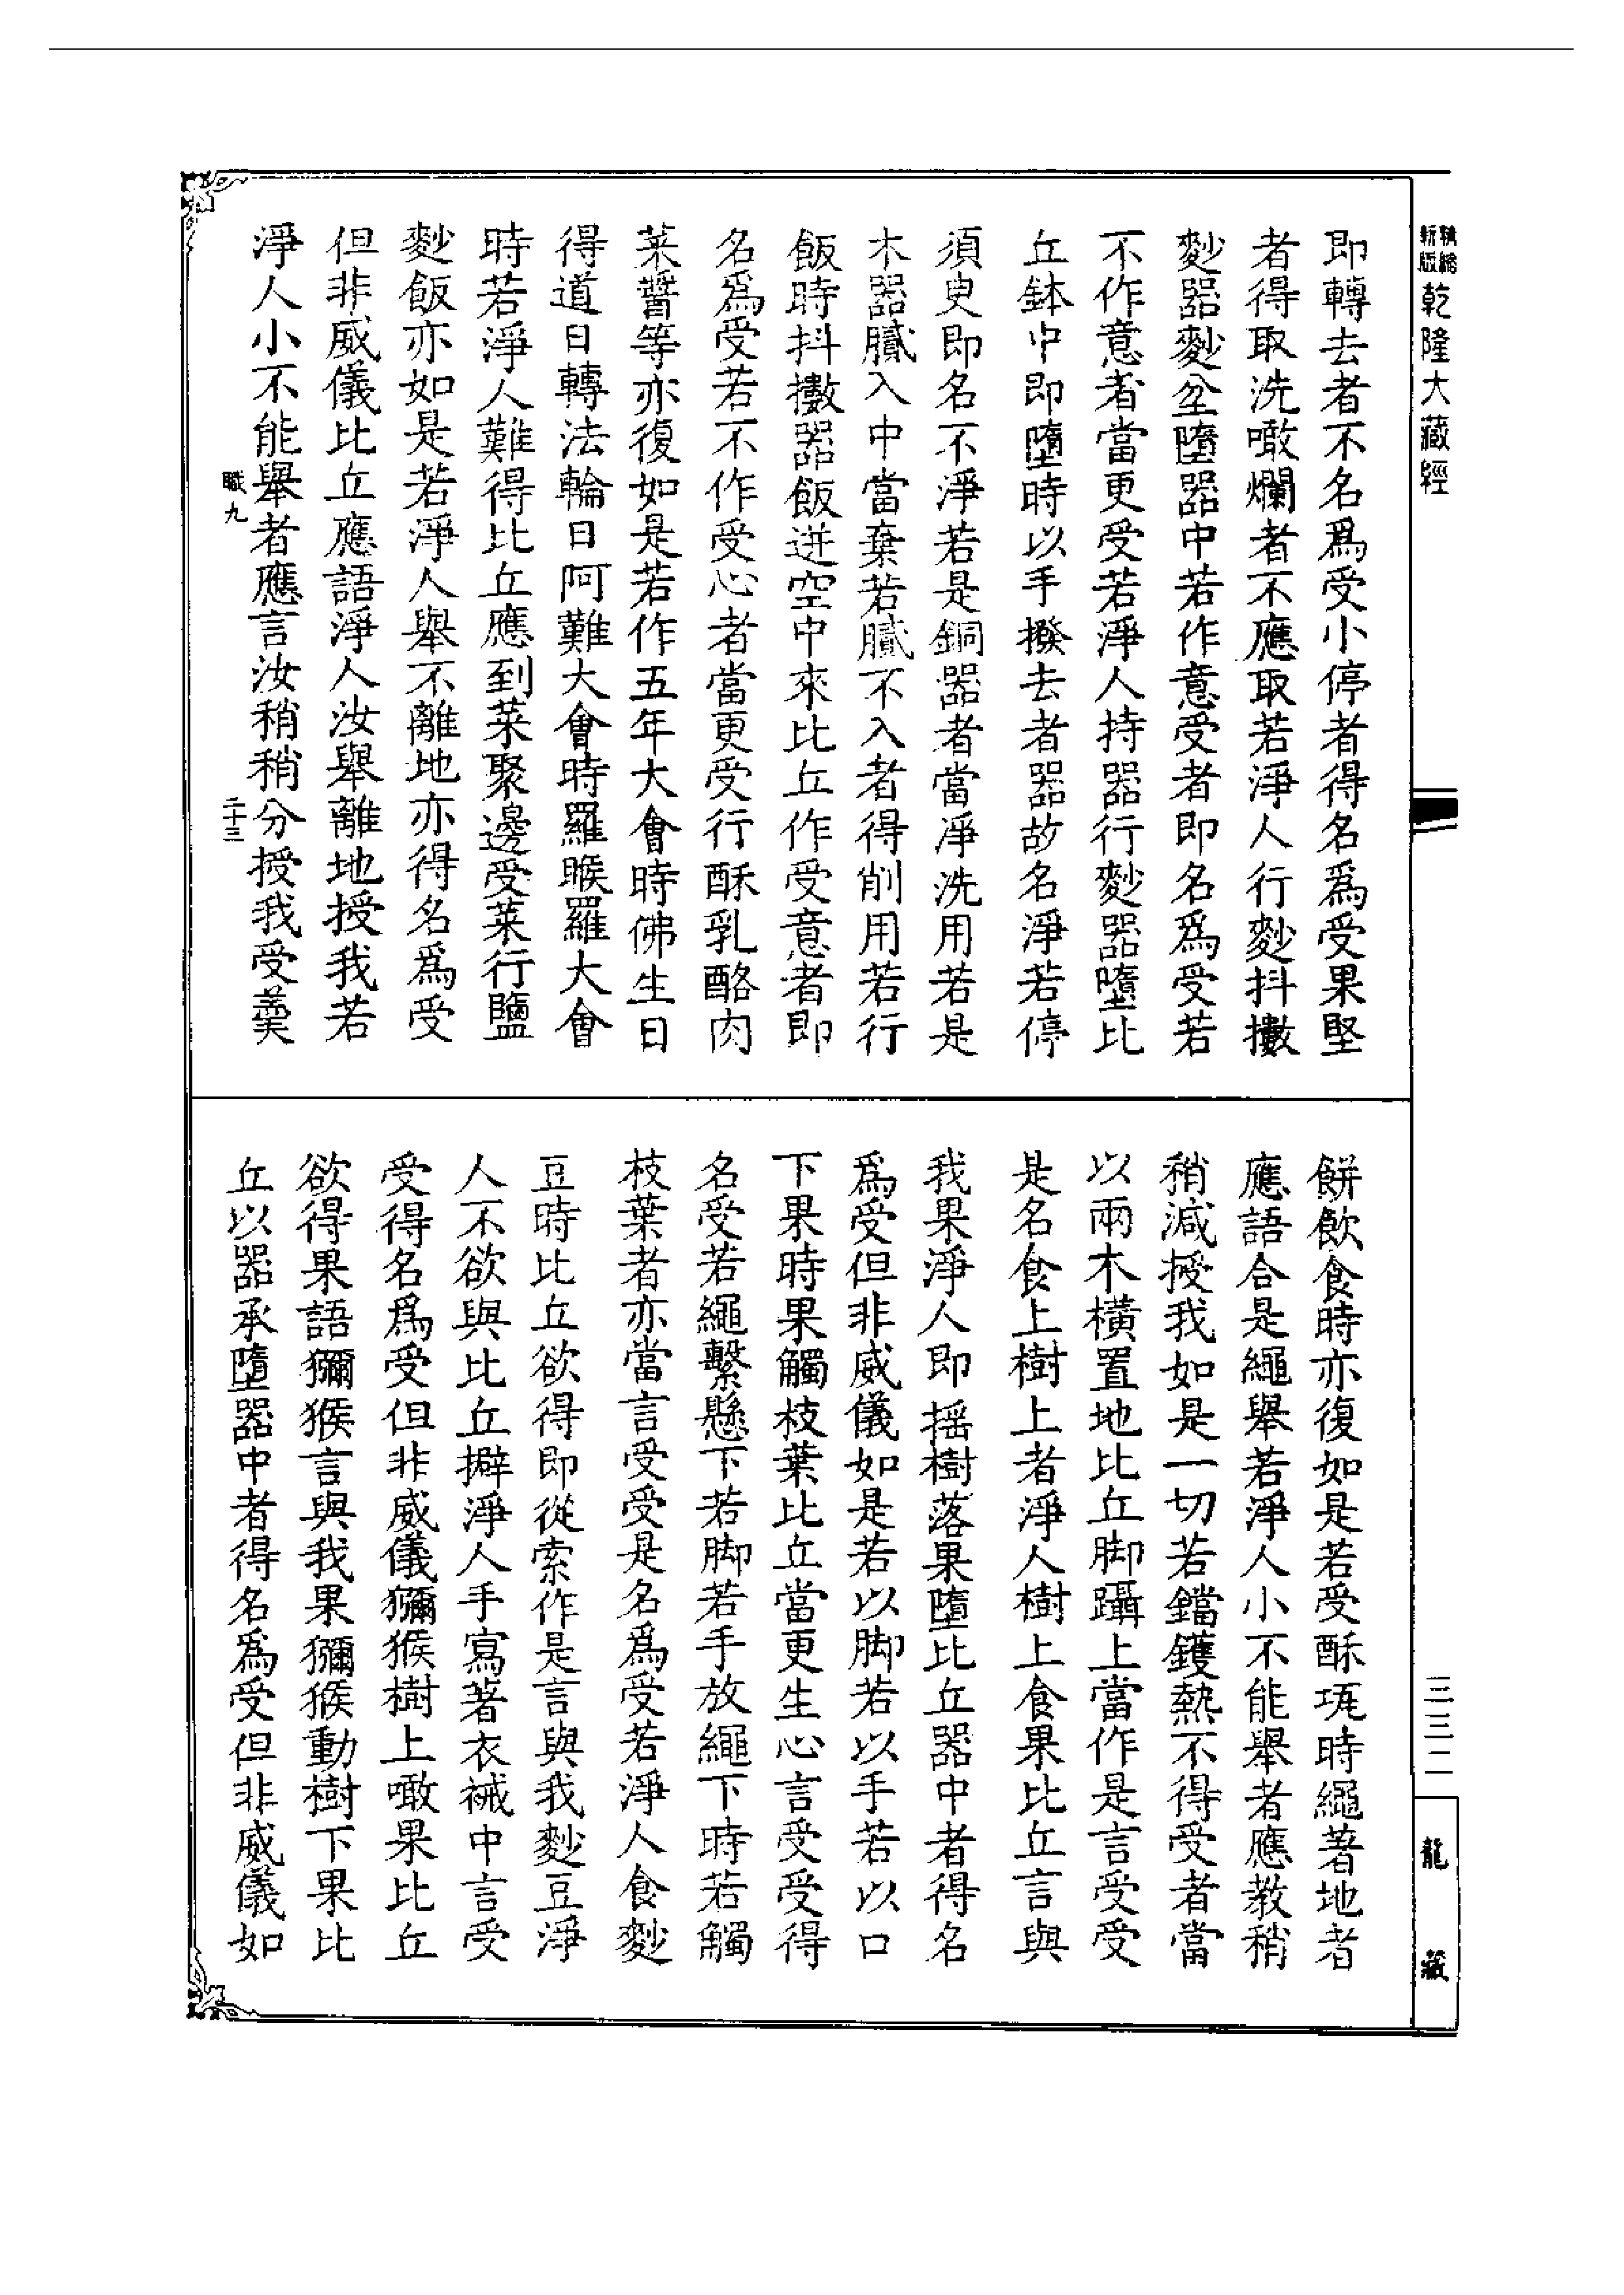 新版
乾隆大藏經
即轉去者不名爲受小停者得名爲受果堅
者得取洗噉爛者不應取若淨人行麨抖擻
麨器麨坌墮器中若作意受者即名爲受若
不作意者當更受若淨人持器行麨器墮比
丘鉢中即墮時以手撥去者器故名淨若停
須臾即名不淨若是銅器者當淨洗用若是
木器膩入中當棄若膩不入者得削用若行
飯時抖擻器飯迸空中來比丘作受意者即
名爲受若不作受心者當更受行酥乳酪肉
菜醬等亦復如是若作五年大會時佛生日
得道日轉法輪日阿難大會時羅睺羅大會
時若淨人難得比丘應到菜聚邊受菜行鹽
麨飯亦如是若淨人舉不離地亦得名爲受
但非威儀比丘應語淨人汝舉離地授我若
淨人小不能舉者應言汝稍稍分授我受羹
職九
二十三
餅飲食時亦復如是若受酥瓨時繩著地者
應語合是繩舉若淨人小不能舉者應教稍
稍減授我如是一切若鐺鑊熱不得受者當
以兩木橫置地比丘脚躡上當作是言受受
是名食上樹上者淨人樹上食果比丘言與
我果淨人即搖樹落果墮比丘器中者得名
爲受但非威儀如是若以脚若以手若以口
下果時果觸枝葉比丘當更生心言受受得
名受若繩繫懸下若脚若手放繩下時若觸
枝葉者亦當言受受是名爲受若淨人食麨
豆時比丘欲得即從索作是言與我麨豆淨
人不欲與比丘擗淨人手寫著衣裓中言受
受得名爲受但非威儀獼猴樹上噉果比丘
欲得果語獼猴言與我果獼猴動樹下果比
丘以器承墮器中者得名爲受但非威儀如
三三二
龍藏